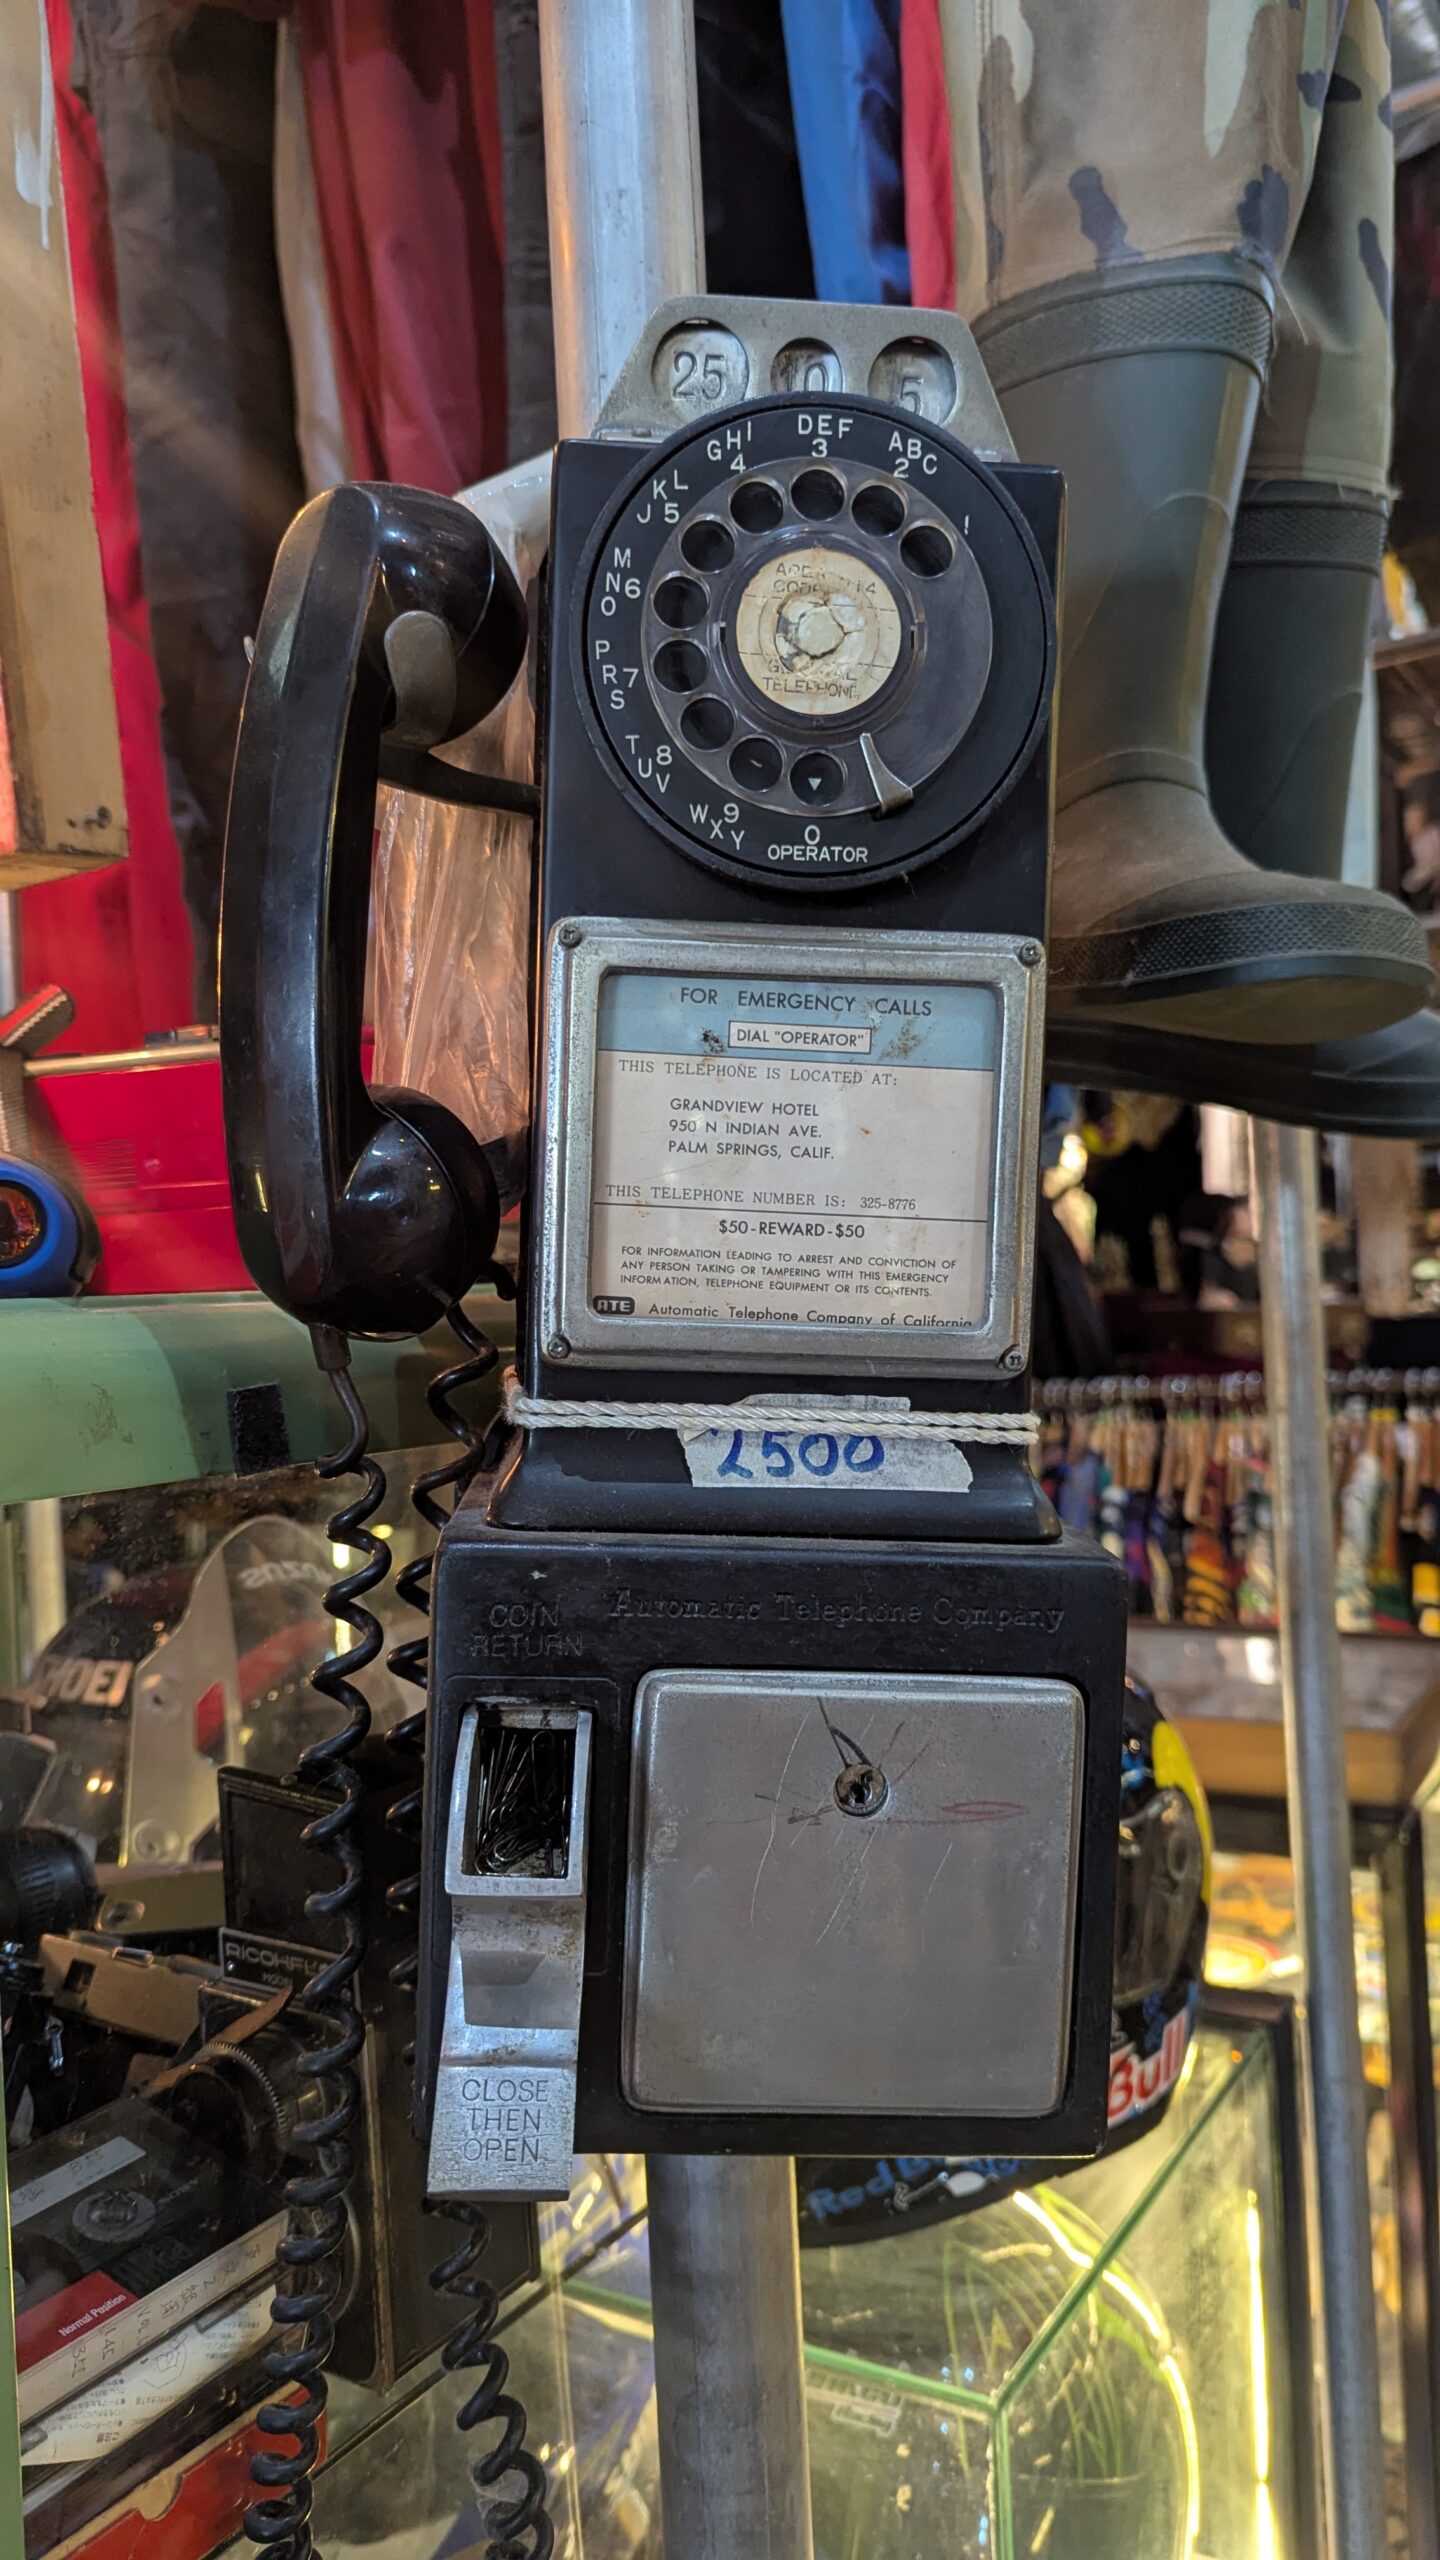 25 10 5
ABC
2
DEF
3
GHI
4
JKL
5
MNO
6
PRS
7
TUV
8
WXY
9
0
OPERATOR
TELEPHONE
FOR EMERGENCY CALLS
DIAL "OPERATOR"
THIS TELEPHONE IS LOCATED AT:
GRANDVIEW HOTEL
950 N INDIAN AVE.
PALM SPRINGS, CALIF.
THIS TELEPHONE NUMBER IS: 325-8776
$50-REWARD-$50
FOR INFORMATION LEADING TO ARREST AND CONVICTION OF
ANY PERSON TAKING OR TAMPERING WITH THIS EMERGENCY
INFORMATION, TELEPHONE EQUIPMENT OR ITS CONTENTS.
ATE Automatic Telephone Company of California
2500
COIN
RETURN
Automatic Telephone Company
CLOSE
THEN
OPEN
Normal Position
Bull